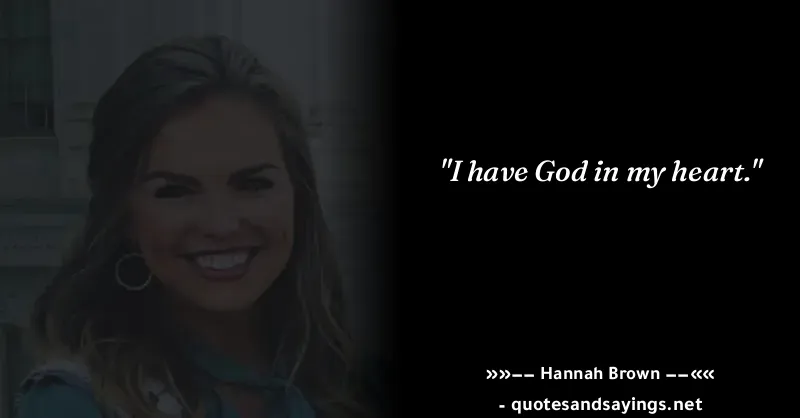 "I have God in my heart."
»»–– Hannah Brown ––««
- quotesandsayings.net